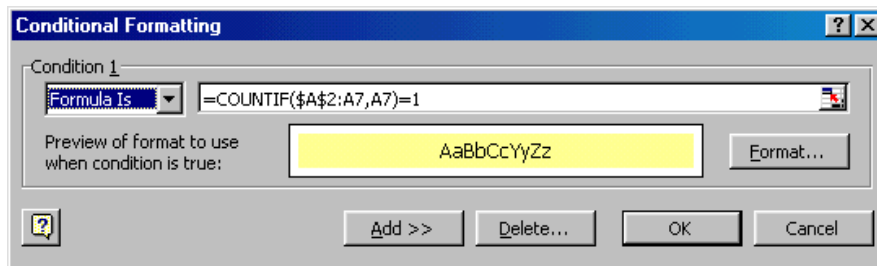 Conditional Formatting
Condition 1
Formula Is =COUNTIF($A$2:A7,A7)=1
Preview of format to use
when condition is true:
AaBbCcYyZz
Format...
Add >> Delete... OK Cancel